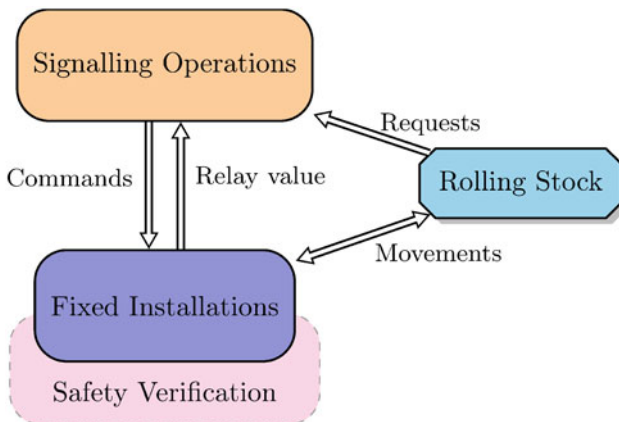 Signalling Operations
Requests
Commands
Relay value
Rolling Stock
Movements
Fixed Installations
Safety Verification